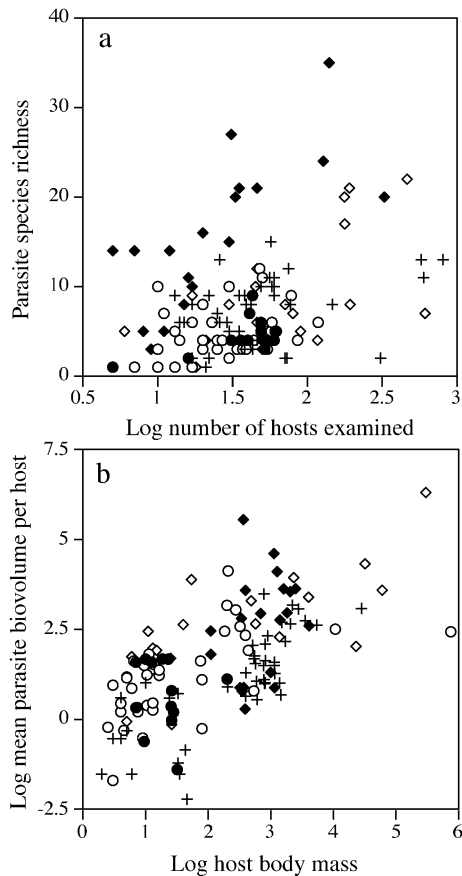 a
40
30
20
10
0
Parasite species richness
0.5 1 1.5 2 2.5 3
Log number of hosts examined
b
7.5
5
2.5
0
-2.5
Log mean parasite biovolume per host
0 1 2 3 4 5 6
Log host body mass